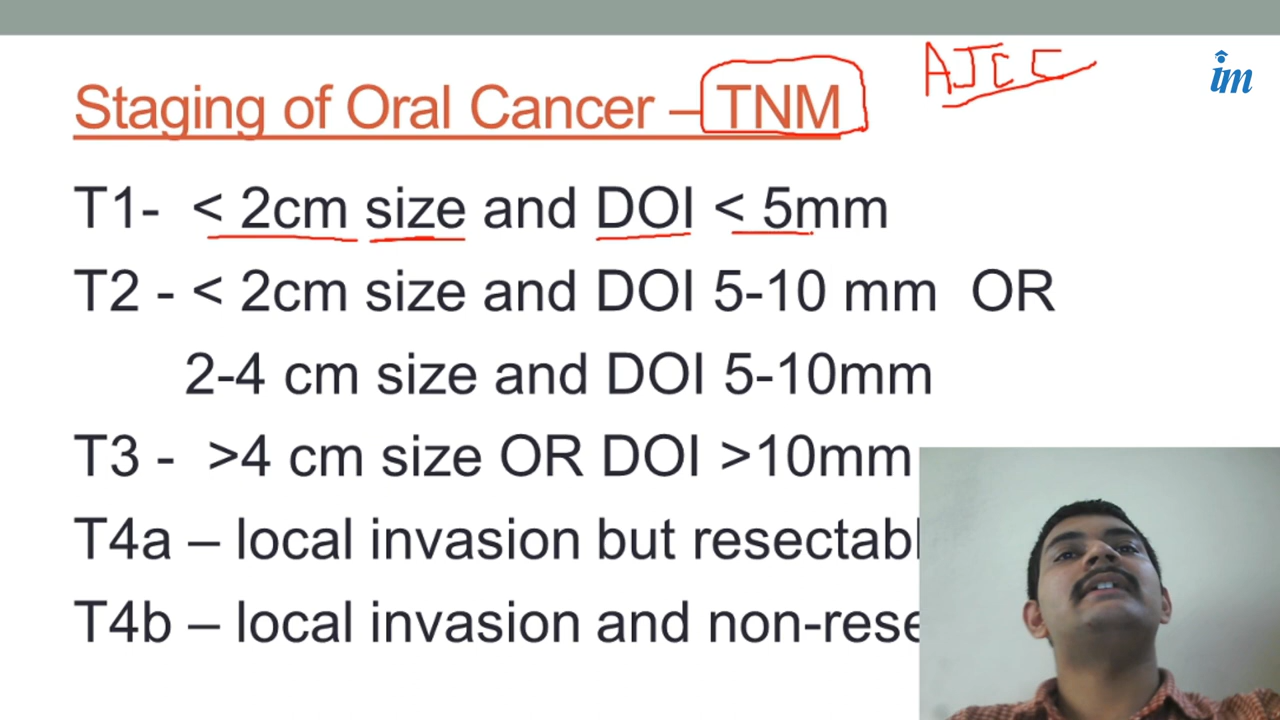 AJCC
im
Staging of Oral Cancer – TNM
T1- < 2cm size and DOI < 5mm
T2 - < 2cm size and DOI 5-10 mm OR
2-4 cm size and DOI 5-10mm
T3 - >4 cm size OR DOI >10mm
T4a – local invasion but resectabl
T4b – local invasion and non-rese